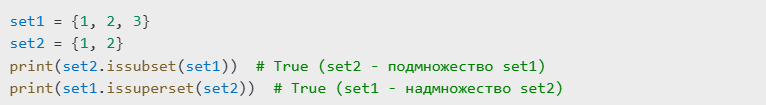 set1 = {1, 2, 3}
set2 = {1, 2}
print(set2.issubset(set1))  # True (set2 - подмножество set1)
print(set1.issuperset(set2))  # True (set1 - надмножество set2)